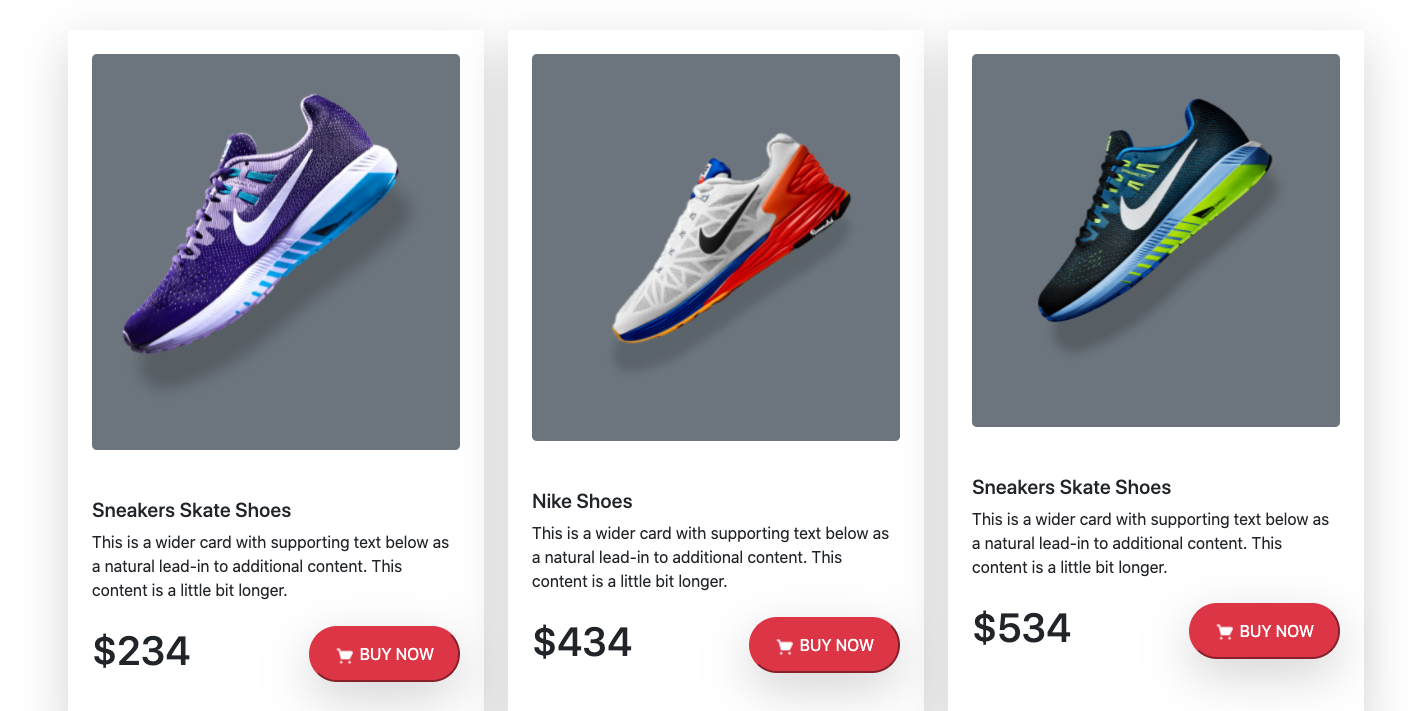 Sneakers Skate Shoes
This is a wider card with supporting text below as
a natural lead-in to additional content. This
content is a little bit longer.
$234
BUY NOW
Nike Shoes
This is a wider card with supporting text below as
a natural lead-in to additional content. This
content is a little bit longer.
$434
BUY NOW
Sneakers Skate Shoes
This is a wider card with supporting text below as
a natural lead-in to additional content. This
content is a little bit longer.
$534
BUY NOW